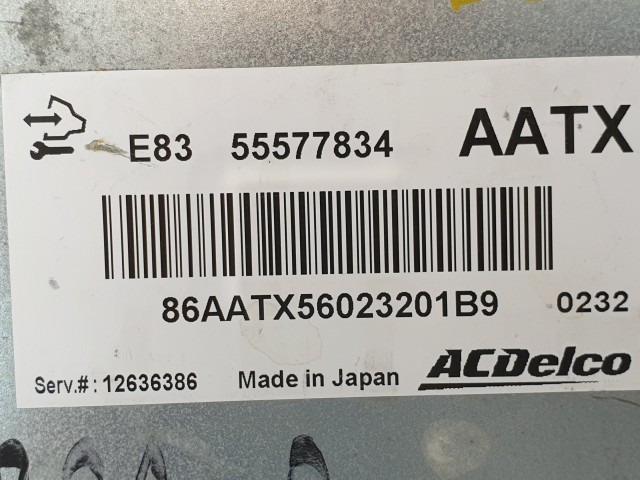 E83 55577834 AATX
86AATX56023201B9 0232
Serv.#: 12636386 Made in Japan ACDelco